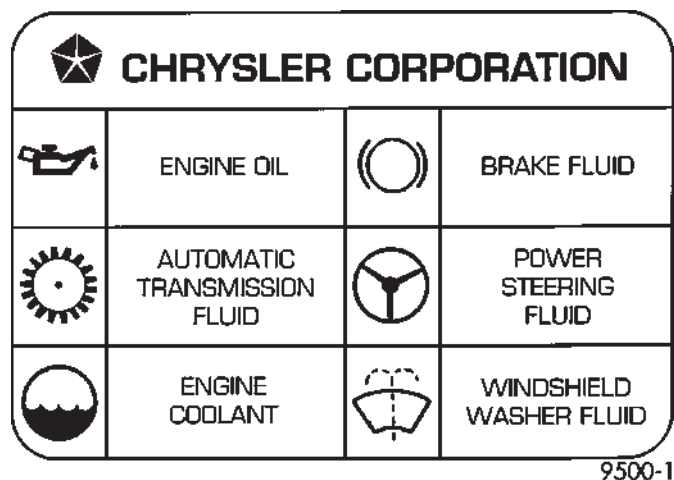 CHRYSLER CORPORATION
ENGINE OIL
BRAKE FLUID
AUTOMATIC
TRANSMISSION
FLUID
POWER
STEERING
FLUID
ENGINE
COOLANT
WINDSHIELD
WASHER FLUID
9500-1